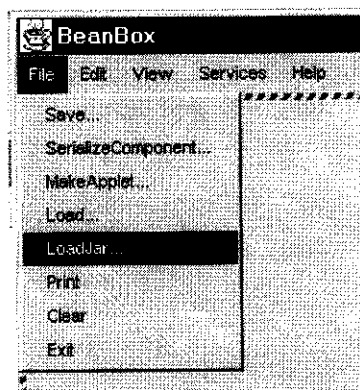 BeanBox
File Edit View Services Help
Save...
SerializeComponent...
MakeApplet...
Load...
LoadJar...
Print
Clear
Exit